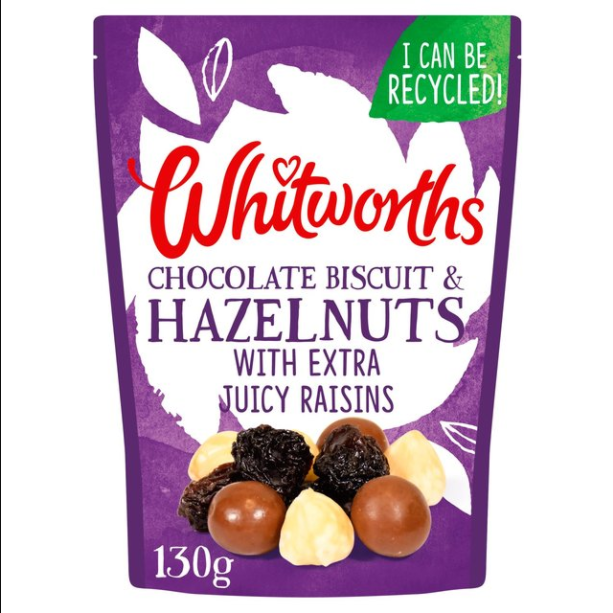 I CAN BE
RECYCLED!
Whitworths
CHOCOLATE BISCUIT &
HAZELNUTS
WITH EXTRA
JUICY RAISINS
130g